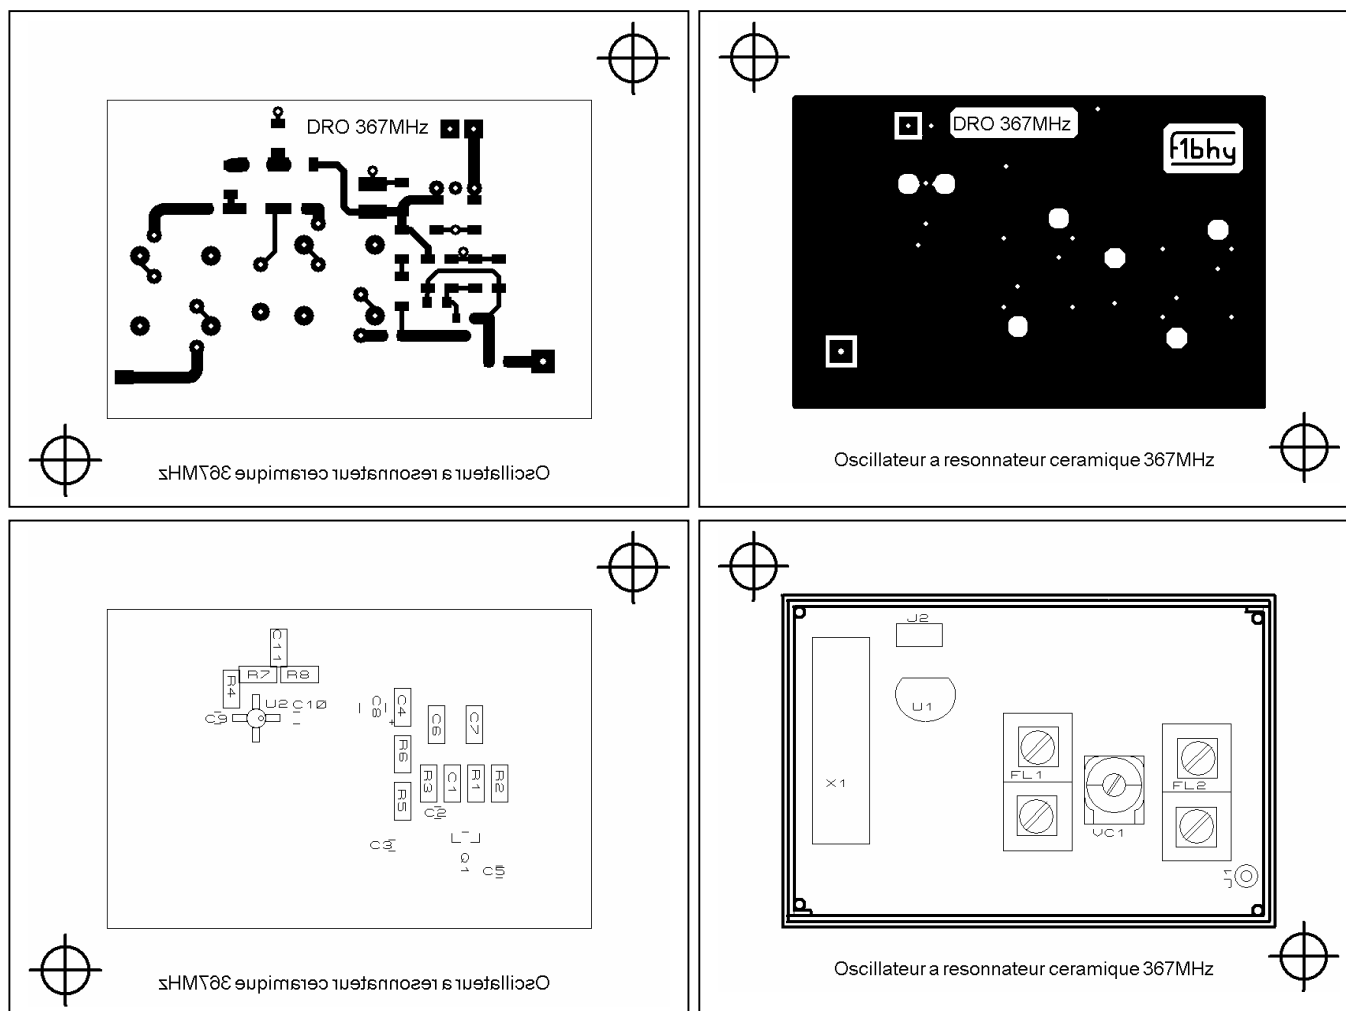 DRO 367MHz
Oscillateur a resonnateur ceramique 367MHz
DRO 367MHz
f1bhy
Oscillateur a resonnateur ceramique 367MHz
C11
R7
R8
R4
U2
C10
C9
C8
+
C4
C6
C7
R6
R3
C1
R1
R2
R5
C2
C3
Q1
C5
Oscillateur a resonnateur ceramique 367MHz
J2
U1
X1
FL1
FL2
VC1
J1
Oscillateur a resonnateur ceramique 367MHz